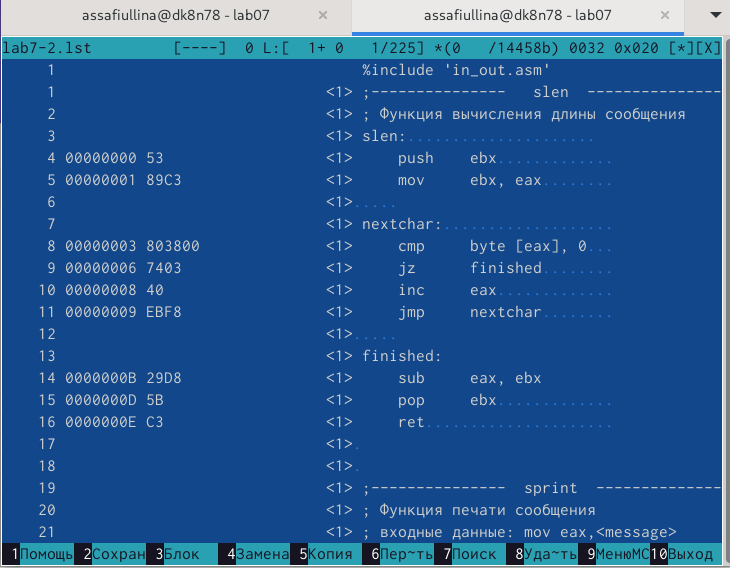 assafiullina@dk8n78 - lab07 × assafiullina@dk8n78 - lab07 ×
lab7-2.lst [----] 0 L:[ 1+ 0 1/225] *(0 /14458b) 0032 0x020 [*][X]
1 %include 'in_out.asm'
1 <1> ;--------------- slen ---------------
2 <1> ; Функция вычисления длины сообщения
3 <1> slen:.......................
4 00000000 53 <1> push ebx.............
5 00000001 89C3 <1> mov ebx, eax........
6 <1>.....
7 <1> nextchar:...................
8 00000003 803800 <1> cmp byte [eax], 0...
9 00000006 7403 <1> jz finished........
10 00000008 40 <1> inc eax.............
11 00000009 EBF8 <1> jmp nextchar........
12 <1>.....
13 <1> finished:
14 0000000B 29D8 <1> sub eax, ebx
15 0000000D 5B <1> pop ebx.............
16 0000000E C3 <1> ret.....................
17 <1>.
18 <1>.
19 <1> ;--------------- sprint --------------
20 <1> ; Функция печати сообщения
21 <1> ; входные данные: mov eax,<message>
1Помощь 2Сохран 3Блок 4Замена 5Копия 6Пер~ть 7Поиск 8Уда~ть 9МенюMC 10Выход